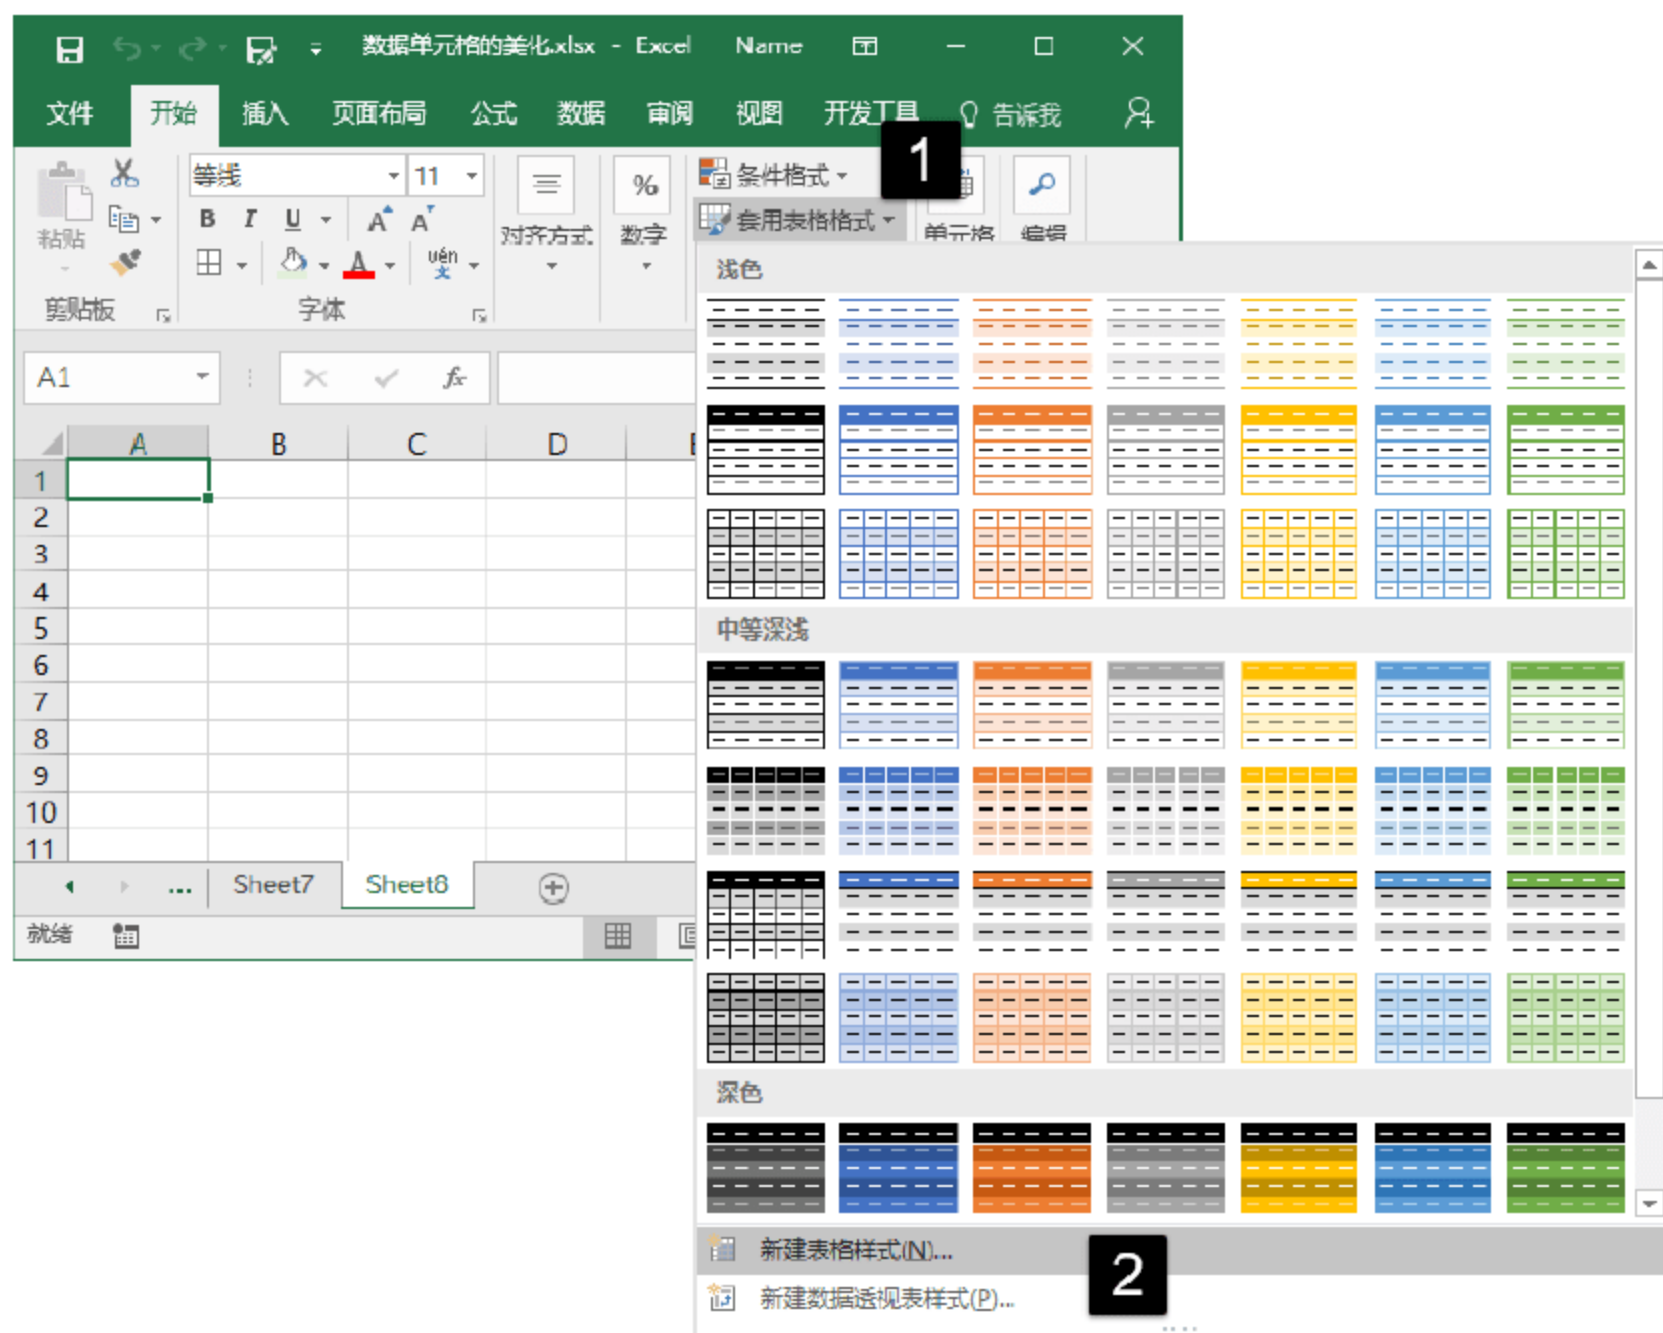 数据单元格的美化.xlsx - Excel Name
文件 开始 插入 页面布局 公式 数据 审阅 视图 开发工具 告诉我
1
等线 11 % 条件格式
粘贴 B I U A A 对齐方式 数字 套用表格格式 单元格 编辑
A wén 文
剪贴板 字体
浅色
A1 fx
A B C D
1
2
3
4
5
6
7
8
9
10
11
中等深浅
... Sheet7 Sheet8
就绪
深色
新建表格样式(N)...
2
新建数据透视表样式(P)...